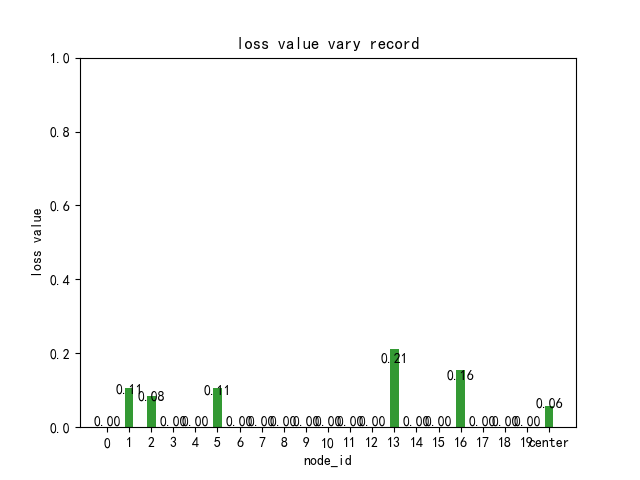 loss value vary record
1.0
0.8
0.6
0.4
0.2
0.0
loss value
0.00 0.11 0.08 0.00 0.00 0.11 0.00 0.00 0.00 0.00 0.00 0.00 0.00 0.21 0.00 0.00 0.16 0.00 0.00 0.00 0.06
0 1 2 3 4 5 6 7 8 9 10 11 12 13 14 15 16 17 18 19 center
node_id